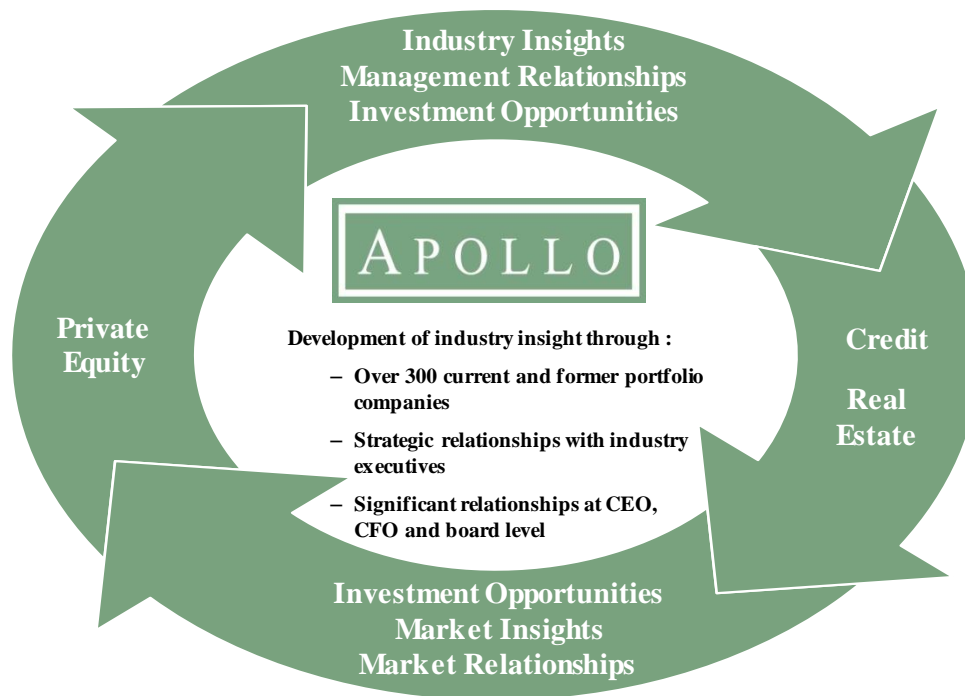 Industry Insights
Management Relationships
Investment Opportunities
APOLLO
Private
Equity
Development of industry insight through :
– Over 300 current and former portfolio
companies
– Strategic relationships with industry
executives
– Significant relationships at CEO,
CFO and board level
Credit
Real
Estate
Investment Opportunities
Market Insights
Market Relationships